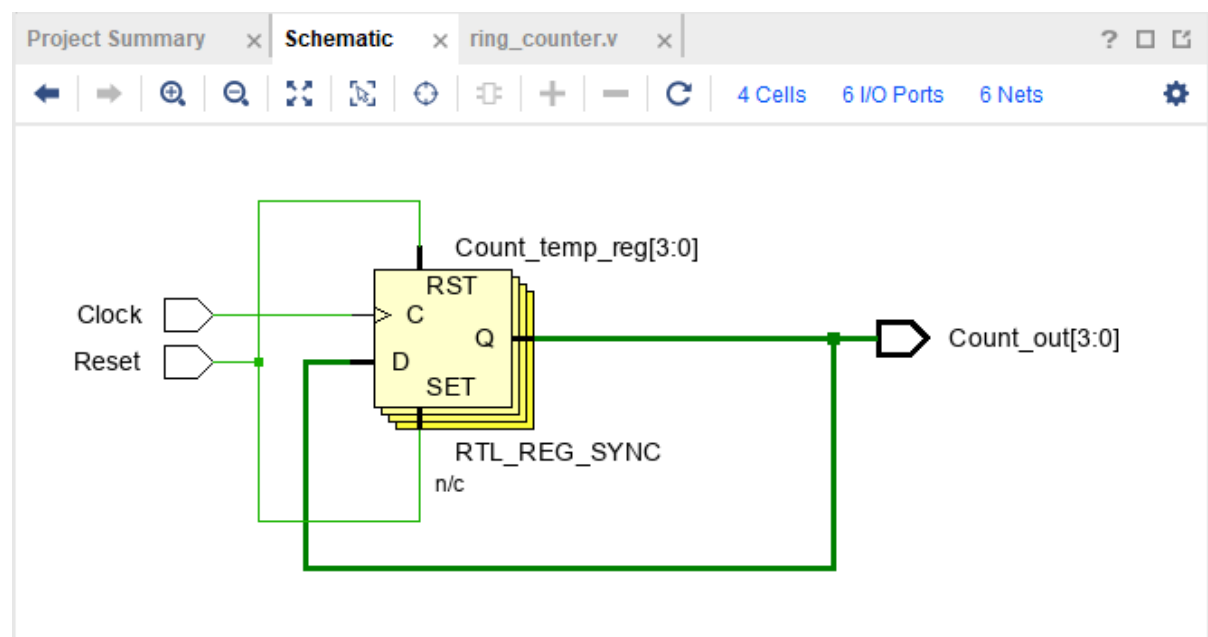 Project Summary × Schematic × ring_counter.v × ?
4 Cells 6 I/O Ports 6 Nets
Count_temp_reg[3:0]
RST
Clock
C
Q
Count_out[3:0]
Reset
D
SET
RTL_REG_SYNC
n/c